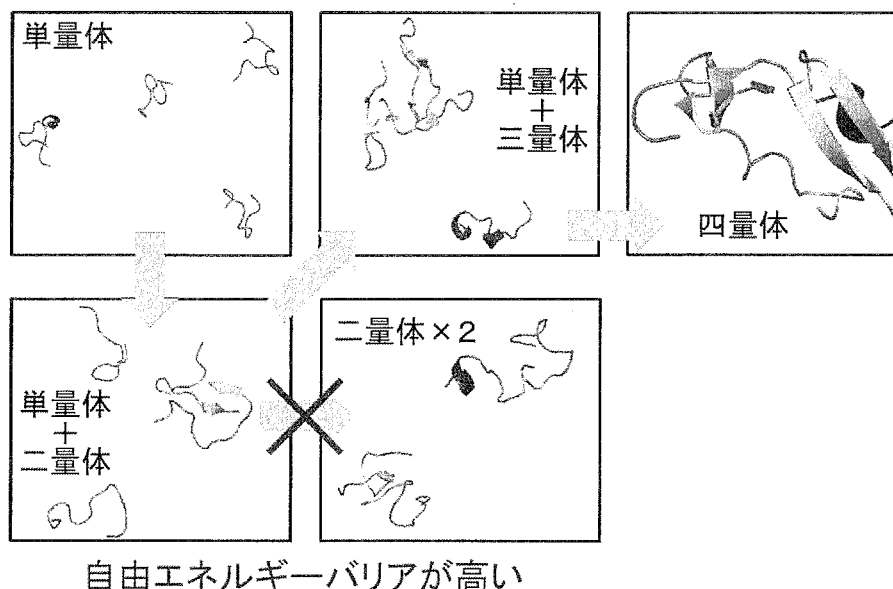 単量体
単量体
+
三量体
四量体
単量体
+
二量体
二量体×2
自由エネルギーバリアが高い